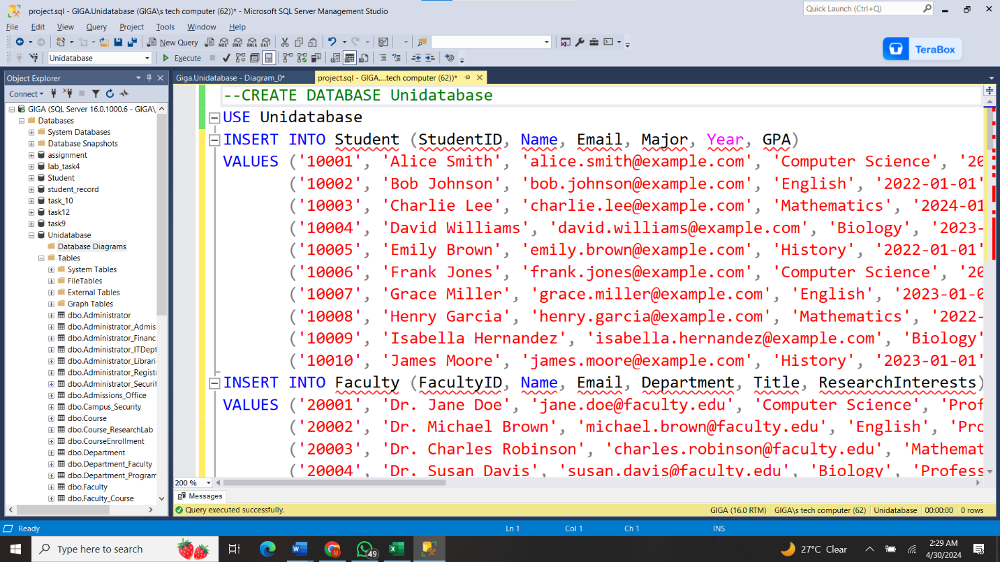 project.sql - GIGA.Unidatabase (GIGA\s tech computer (62))* - Microsoft SQL Server Management Studio
Quick Launch (Ctrl+Q)
File Edit View Query Project Tools Window Help
New Query
Unidatabase
Execute
TeraBox
Object Explorer
Connect
GIGA (SQL Server 16.0.1000.6 - GIGA\
Databases
System Databases
Database Snapshots
assignment
lab_task4
Student
student_record
task_10
task12
task9
Unidatabase
Database Diagrams
Tables
System Tables
FileTables
External Tables
Graph Tables
dbo.Administrator
dbo.Administrator_Admis
dbo.Administrator_Financ
dbo.Administrator_ITDept
dbo.Administrator_Librari
dbo.Administrator_Regist
dbo.Administrator_Securit
dbo.Admissions_Office
dbo.Campus_Security
dbo.Course
dbo.Course_ResearchLab
dbo.CourseEnrollment
dbo.Department
dbo.Department_Faculty
dbo.Department_Program
dbo.Faculty
dbo.Faculty_Course
Giga.Unidatabase - Diagram_0*
project.sql - GIGA....tech computer (62))*
--CREATE DATABASE Unidatabase
USE Unidatabase
INSERT INTO Student (StudentID, Name, Email, Major, Year, GPA)
VALUES ('10001', 'Alice Smith', 'alice.smith@example.com', 'Computer Science', '20
('10002', 'Bob Johnson', 'bob.johnson@example.com', 'English', '2022-01-01'
('10003', 'Charlie Lee', 'charlie.lee@example.com', 'Mathematics', '2024-01
('10004', 'David Williams', 'david.williams@example.com', 'Biology', '2023-
('10005', 'Emily Brown', 'emily.brown@example.com', 'History', '2022-01-01'
('10006', 'Frank Jones', 'frank.jones@example.com', 'Computer Science', '20
('10007', 'Grace Miller', 'grace.miller@example.com', 'English', '2023-01-0
('10008', 'Henry Garcia', 'henry.garcia@example.com', 'Mathematics', '2022-
('10009', 'Isabella Hernandez', 'isabella.hernandez@example.com', 'Biology'
('10010', 'James Moore', 'james.moore@example.com', 'History', '2023-01-01'
INSERT INTO Faculty (FacultyID, Name, Email, Department, Title, ResearchInterests)
VALUES ('20001', 'Dr. Jane Doe', 'jane.doe@faculty.edu', 'Computer Science', 'Prof
('20002', 'Dr. Michael Brown', 'michael.brown@faculty.edu', 'English', 'Pro
('20003', 'Dr. Charles Robinson', 'charles.robinson@faculty.edu', 'Mathemat
('20004', 'Dr. Susan Davis', 'susan.davis@faculty.edu', 'Biology', 'Profess
200 %
Messages
Query executed successfully.
GIGA (16.0 RTM) GIGA\s tech computer (62) Unidatabase 00:00:00 0 rows
Ready Ln 1 Col 1 Ch 1 INS
Type here to search
49
27°C Clear
2:29 AM
4/30/2024